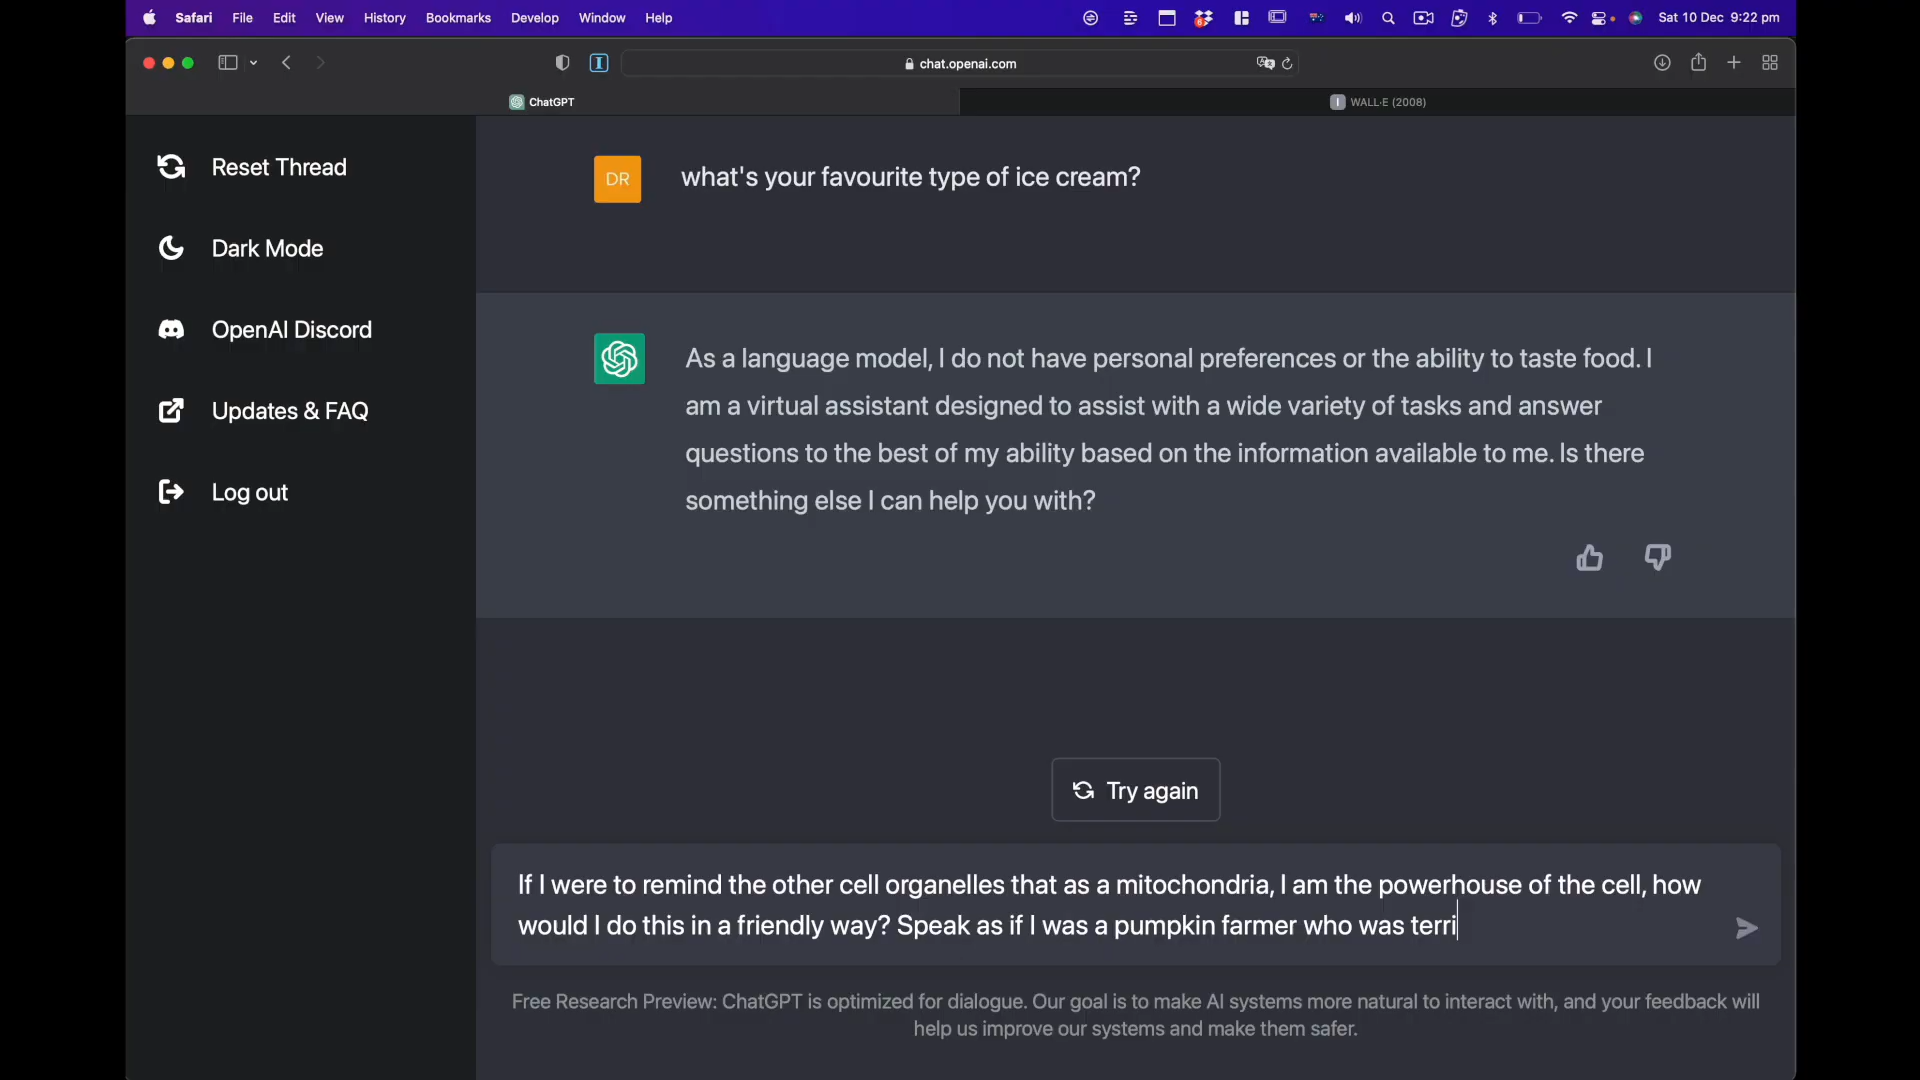 Safari File Edit View History Bookmarks Develop Window Help Sat 10 Dec 9:22 pm
chat.openai.com
ChatGPT WALL·E (2008)
Reset Thread
Dark Mode
OpenAI Discord
Updates & FAQ
Log out
DR what's your favourite type of ice cream?
As a language model, I do not have personal preferences or the ability to taste food. I
am a virtual assistant designed to assist with a wide variety of tasks and answer
questions to the best of my ability based on the information available to me. Is there
something else I can help you with?
Try again
If I were to remind the other cell organelles that as a mitochondria, I am the powerhouse of the cell, how
would I do this in a friendly way? Speak as if I was a pumpkin farmer who was terri
Free Research Preview: ChatGPT is optimized for dialogue. Our goal is to make AI systems more natural to interact with, and your feedback will
help us improve our systems and make them safer.